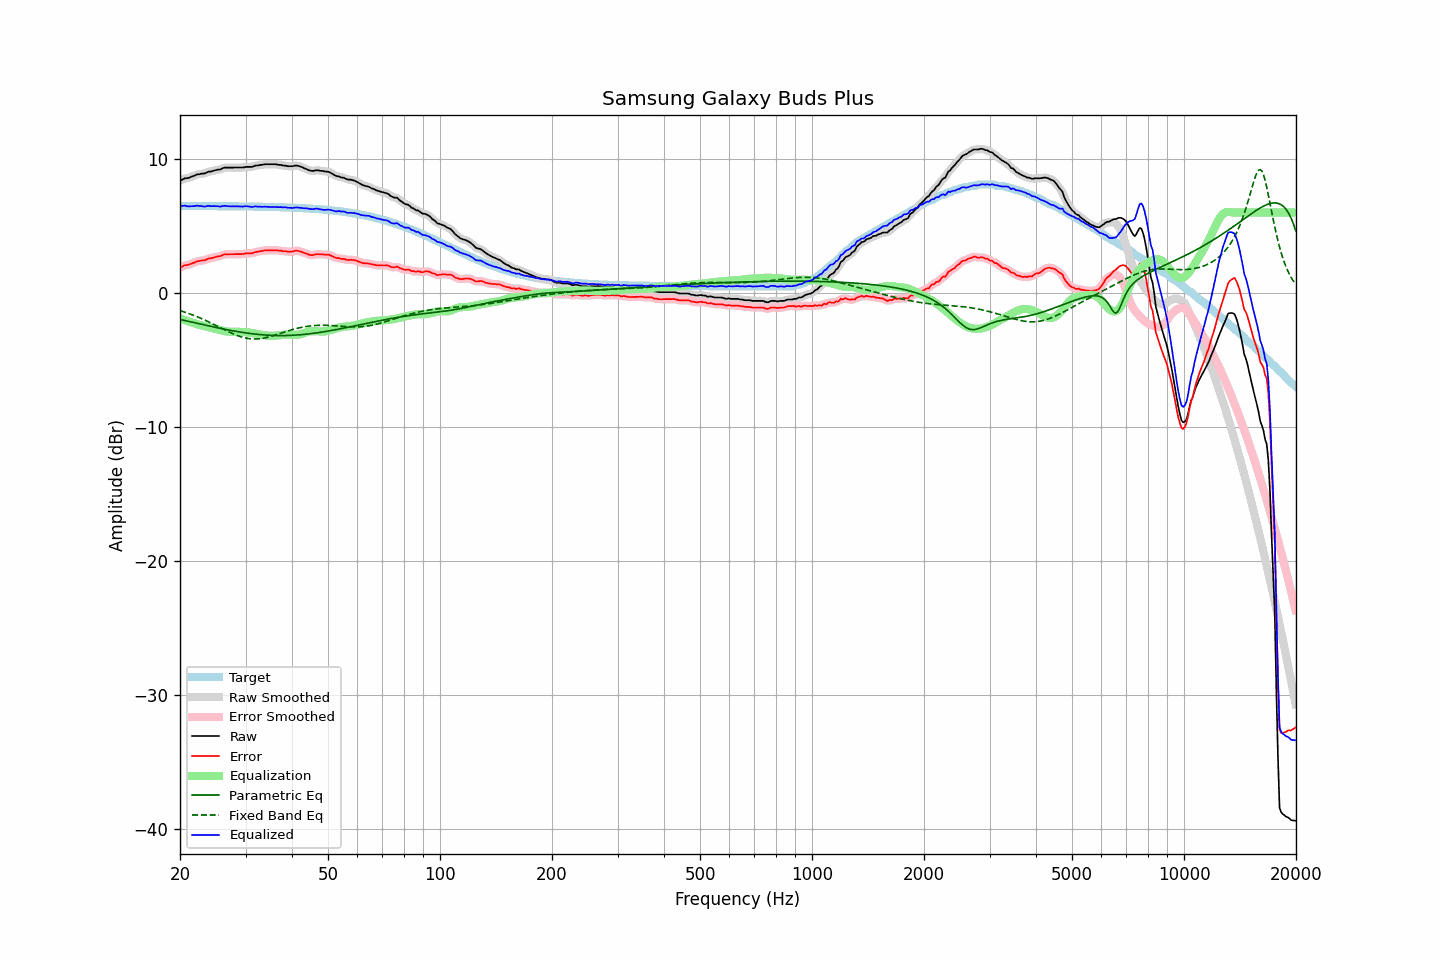 Samsung Galaxy Buds Plus
Amplitude (dBr)
10
0
−10
−20
−30
−40
Target
Raw Smoothed
Error Smoothed
Raw
Error
Equalization
Parametric Eq
Fixed Band Eq
Equalized
20 50 100 200 500 1000 2000 5000 10000 20000
Frequency (Hz)